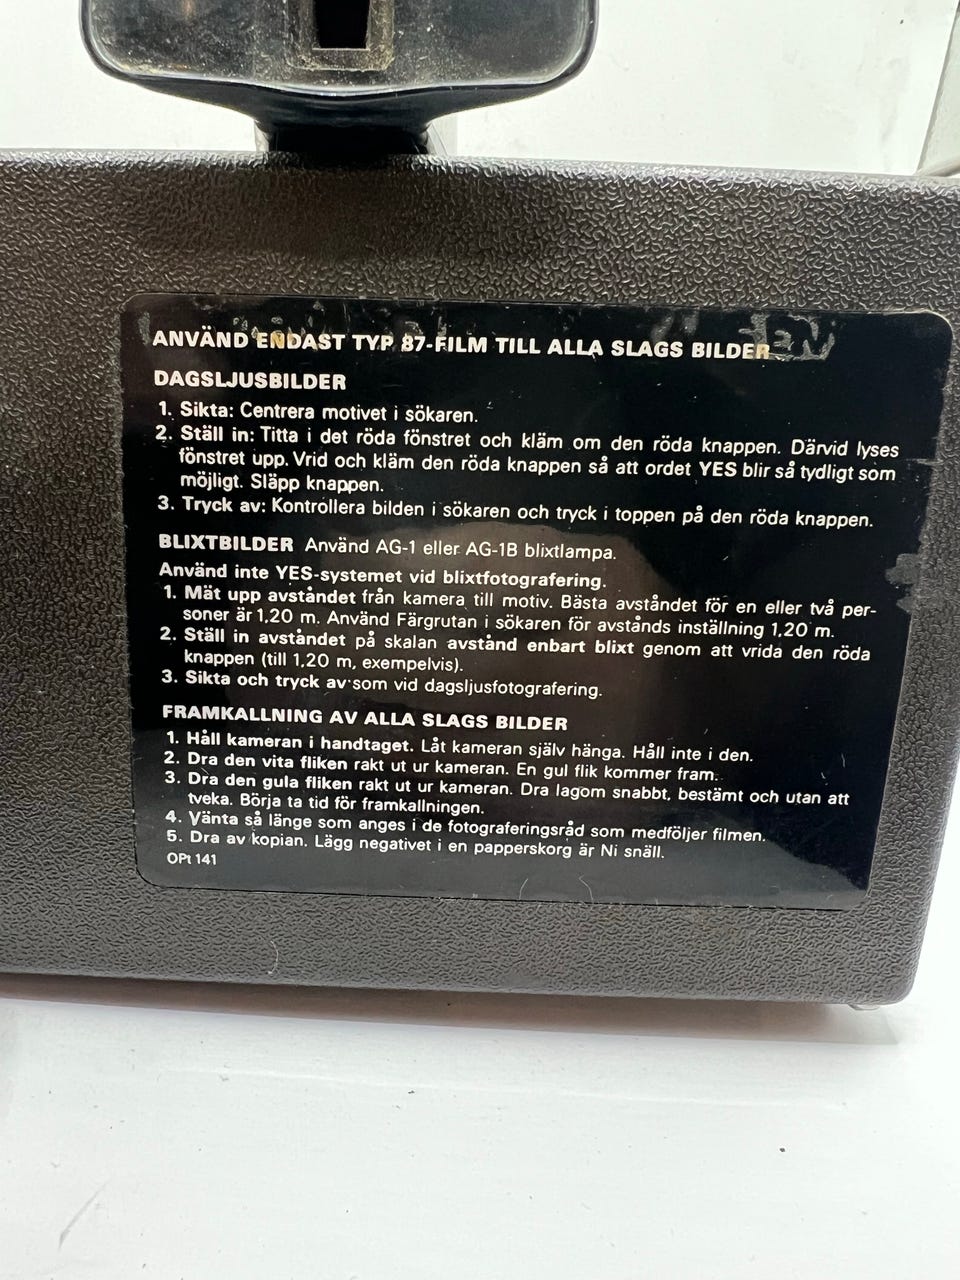 ANVÄND ENDAST TYP 87-FILM TILL ALLA SLAGS BILDER
DAGSLJUSBILDER
1. Sikta: Centrera motivet i sökaren.
2. Ställ in: Titta i det röda fönstret och kläm om den röda knappen. Därvid lyses
fönstret upp. Vrid och kläm den röda knappen så att ordet YES blir så tydligt som
möjligt. Släpp knappen.
3. Tryck av: Kontrollera bilden i sökaren och tryck i toppen på den röda knappen.
BLIXTBILDER Använd AG-1 eller AG-1B blixtlampa.
Använd inte YES-systemet vid blixtfotografering.
1. Mät upp avståndet från kamera till motiv. Bästa avståndet för en eller två per-
soner är 1,20 m. Använd Färgrutan i sökaren för avstånds inställning 1,20 m.
2. Ställ in avståndet på skalan avstånd enbart blixt genom att vrida den röda
knappen (till 1,20 m, exempelvis).
3. Sikta och tryck av som vid dagsljusfotografering.
FRAMKALLNING AV ALLA SLAGS BILDER
1. Håll kameran i handtaget. Låt kameran själv hänga. Håll inte i den.
2. Dra den vita fliken rakt ut ur kameran. En gul flik kommer fram.
3. Dra den gula fliken rakt ut ur kameran. Dra lagom snabbt, bestämt och utan att
tveka. Börja ta tid för framkallningen.
4. Vänta så länge som anges i de fotograferingsråd som medföljer filmen.
5. Dra av kopian. Lägg negativet i en papperskorg är Ni snäll.
OPt 141